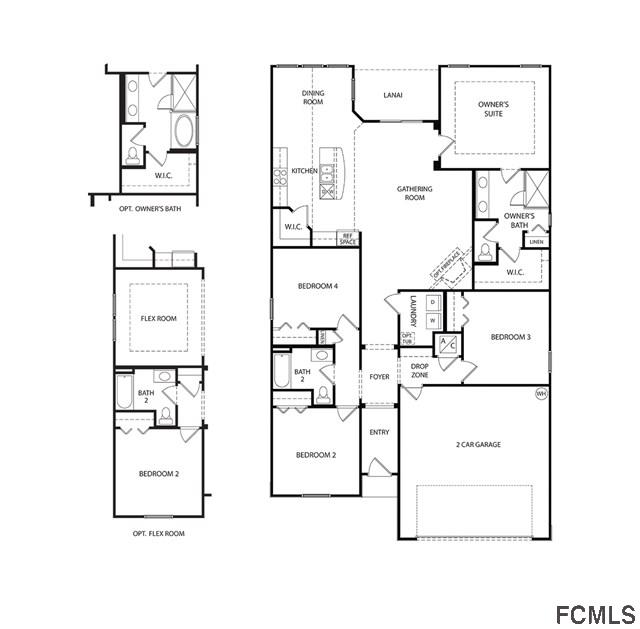 W.I.C.
OPT. OWNER'S BATH
FLEX ROOM
BATH
2
BEDROOM 2
OPT. FLEX ROOM
DINING
ROOM
LANAI
OWNER'S
SUITE
KITCHEN
DW
GATHERING
ROOM
W.I.C.
REF
SPACE
OWNER'S
BATH
LINEN
W.I.C.
OPT. FIREPLACE
BEDROOM 4
LINEN
LAUNDRY
D
W
OPT.
TUB
A
C
BEDROOM 3
BATH
2
FOYER
DROP
ZONE
WH
BEDROOM 2
ENTRY
2 CAR GARAGE
FCMLS